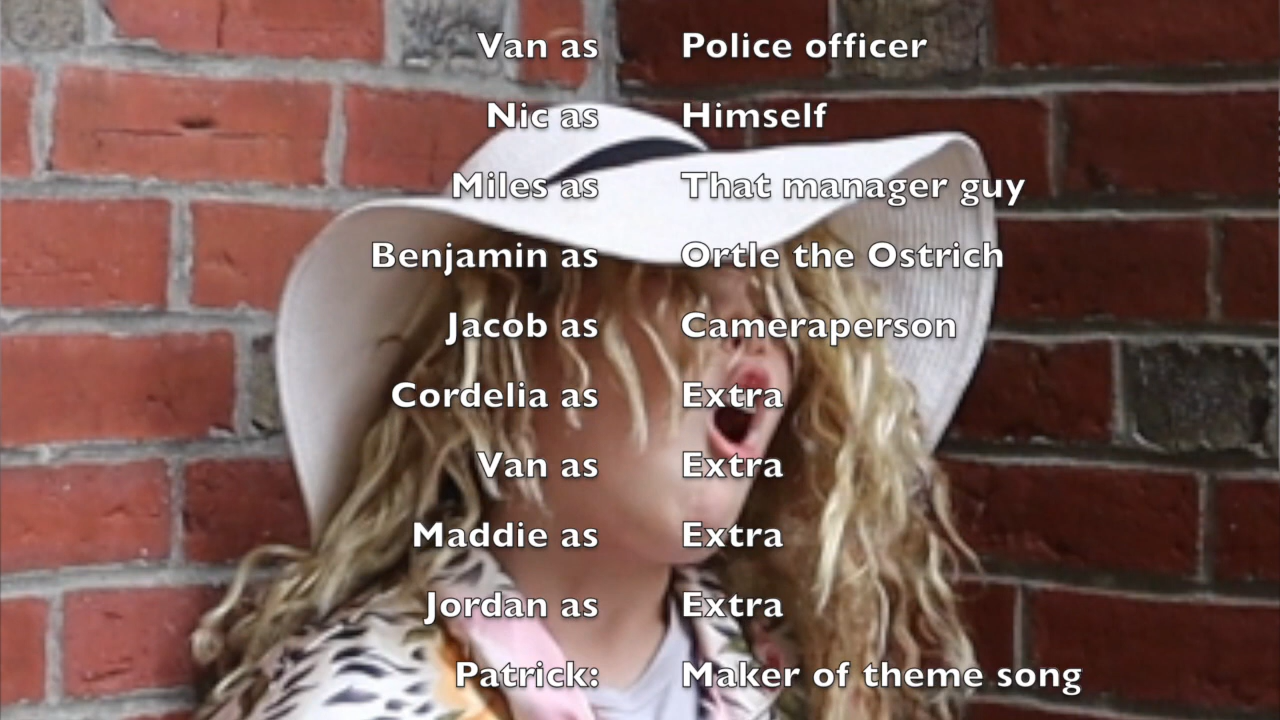 Van as Police officer
Nic as Himself
Miles as That manager guy
Benjamin as Ortle the Ostrich
Jacob as Cameraperson
Cordelia as Extra
Van as Extra
Maddie as Extra
Jordan as Extra
Patrick: Maker of theme song